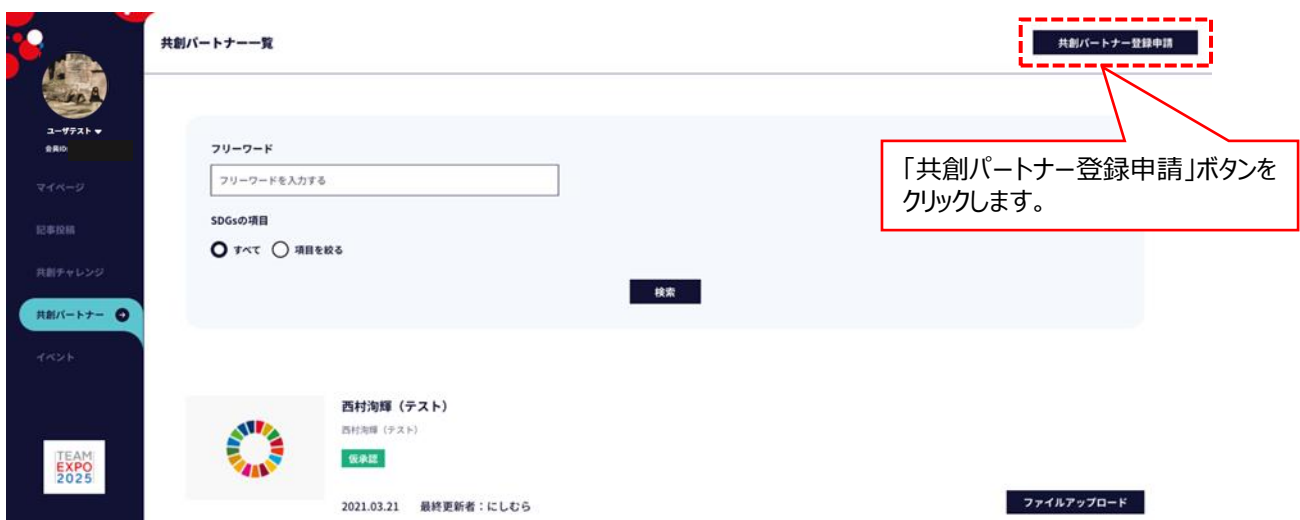 共創パートナー一覧
共創パートナー登録申請
ユーザテスト
会員ID:
マイページ
記事投稿
共創チャレンジ
共創パートナー
イベント
TEAM
EXPO
2025
フリーワード
フリーワードを入力する
SDGsの項目
すべて 項目を絞る
検索
「共創パートナー登録申請」ボタンを
クリックします。
西村洵輝（テスト）
西村洵輝（テスト）
仮承認
2021.03.21 最終更新者：にしむら
ファイルアップロード